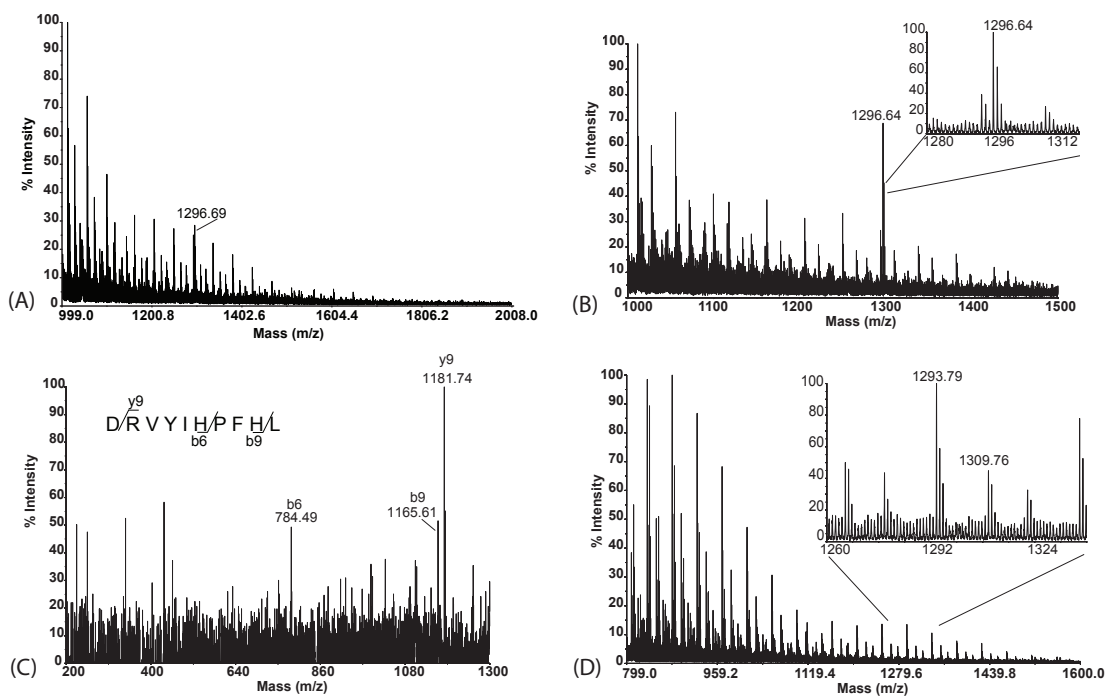 (A)
% Intensity
100
90
80
70
60
50
40
30
20
10
0
1296.69
999.0 1200.8 1402.6 1604.4 1806.2 2008.0
Mass (m/z)
(B)
% Intensity
100
90
80
70
60
50
40
30
20
10
0
1296.64
1000 1100 1200 1300 1400 1500
Mass (m/z)
1296.64
100
80
60
40
20
0
1280 1296 1312
(C)
% Intensity
100
90
80
70
60
50
40
30
20
10
0
y9
1181.74
y9
D/R V Y I H/P F H/L
b6 b9
b6
784.49
b9
1165.61
200 400 640 860 1080 1300
Mass (m/z)
(D)
% Intensity
100
90
80
70
60
50
40
30
20
10
0
799.0 959.2 1119.4 1279.6 1439.8 1600.0
Mass (m/z)
1293.79
1309.76
100
80
60
40
20
0
1260 1292 1324